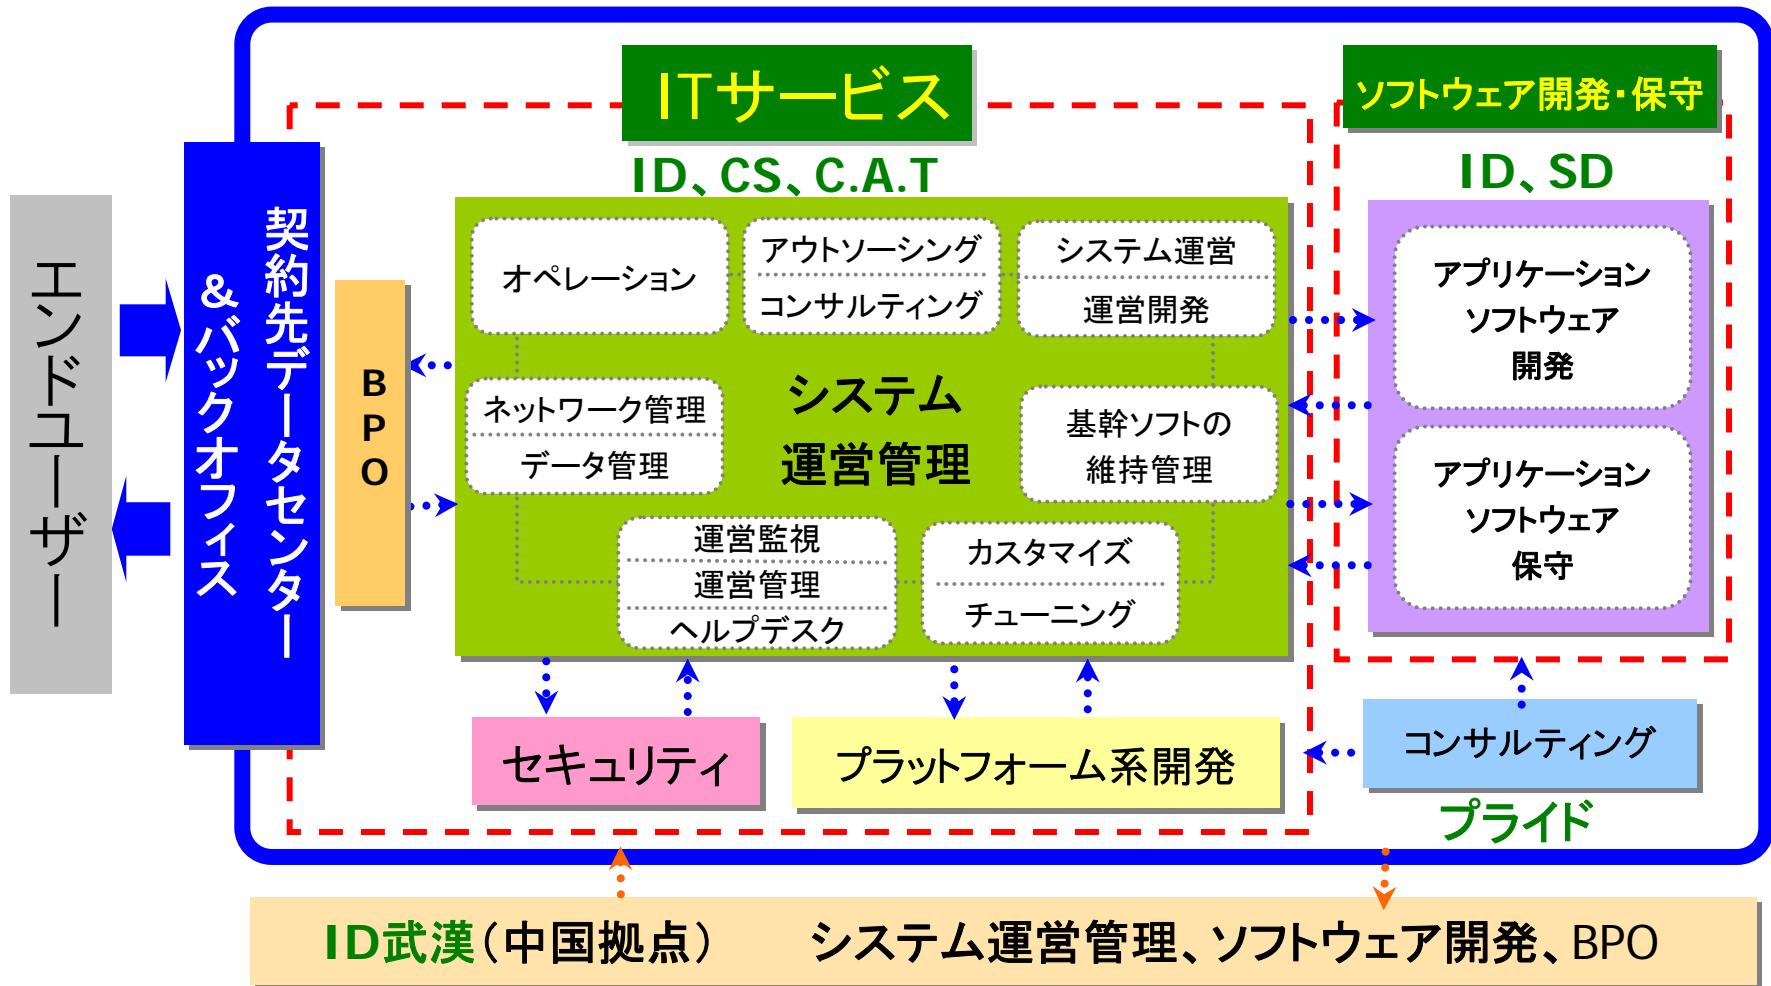 ITサービス
ソフトウェア開発・保守
ID、CS、C.A.T
ID、SD
エンドユーザー
契約先データセンター
&バックオフィス
BPO
オペレーション
アウトソーシング
コンサルティング
システム運営
運営開発
ネットワーク管理
データ管理
システム
運営管理
基幹ソフトの
維持管理
運営監視
運営管理
ヘルプデスク
カスタマイズ
チューニング
アプリケーション
ソフトウェア
開発
アプリケーション
ソフトウェア
保守
セキュリティ
プラットフォーム系開発
コンサルティング
プライド
ID武漢（中国拠点） システム運営管理、ソフトウェア開発、BPO